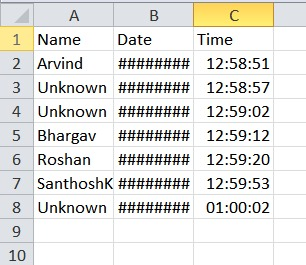 A B C
1 Name Date Time
2 Arvind ######## 12:58:51
3 Unknown ######## 12:58:57
4 Unknown ######## 12:59:02
5 Bhargav ######## 12:59:12
6 Roshan ######## 12:59:20
7 SanthoshK ######## 12:59:53
8 Unknown ######## 01:00:02
9
10